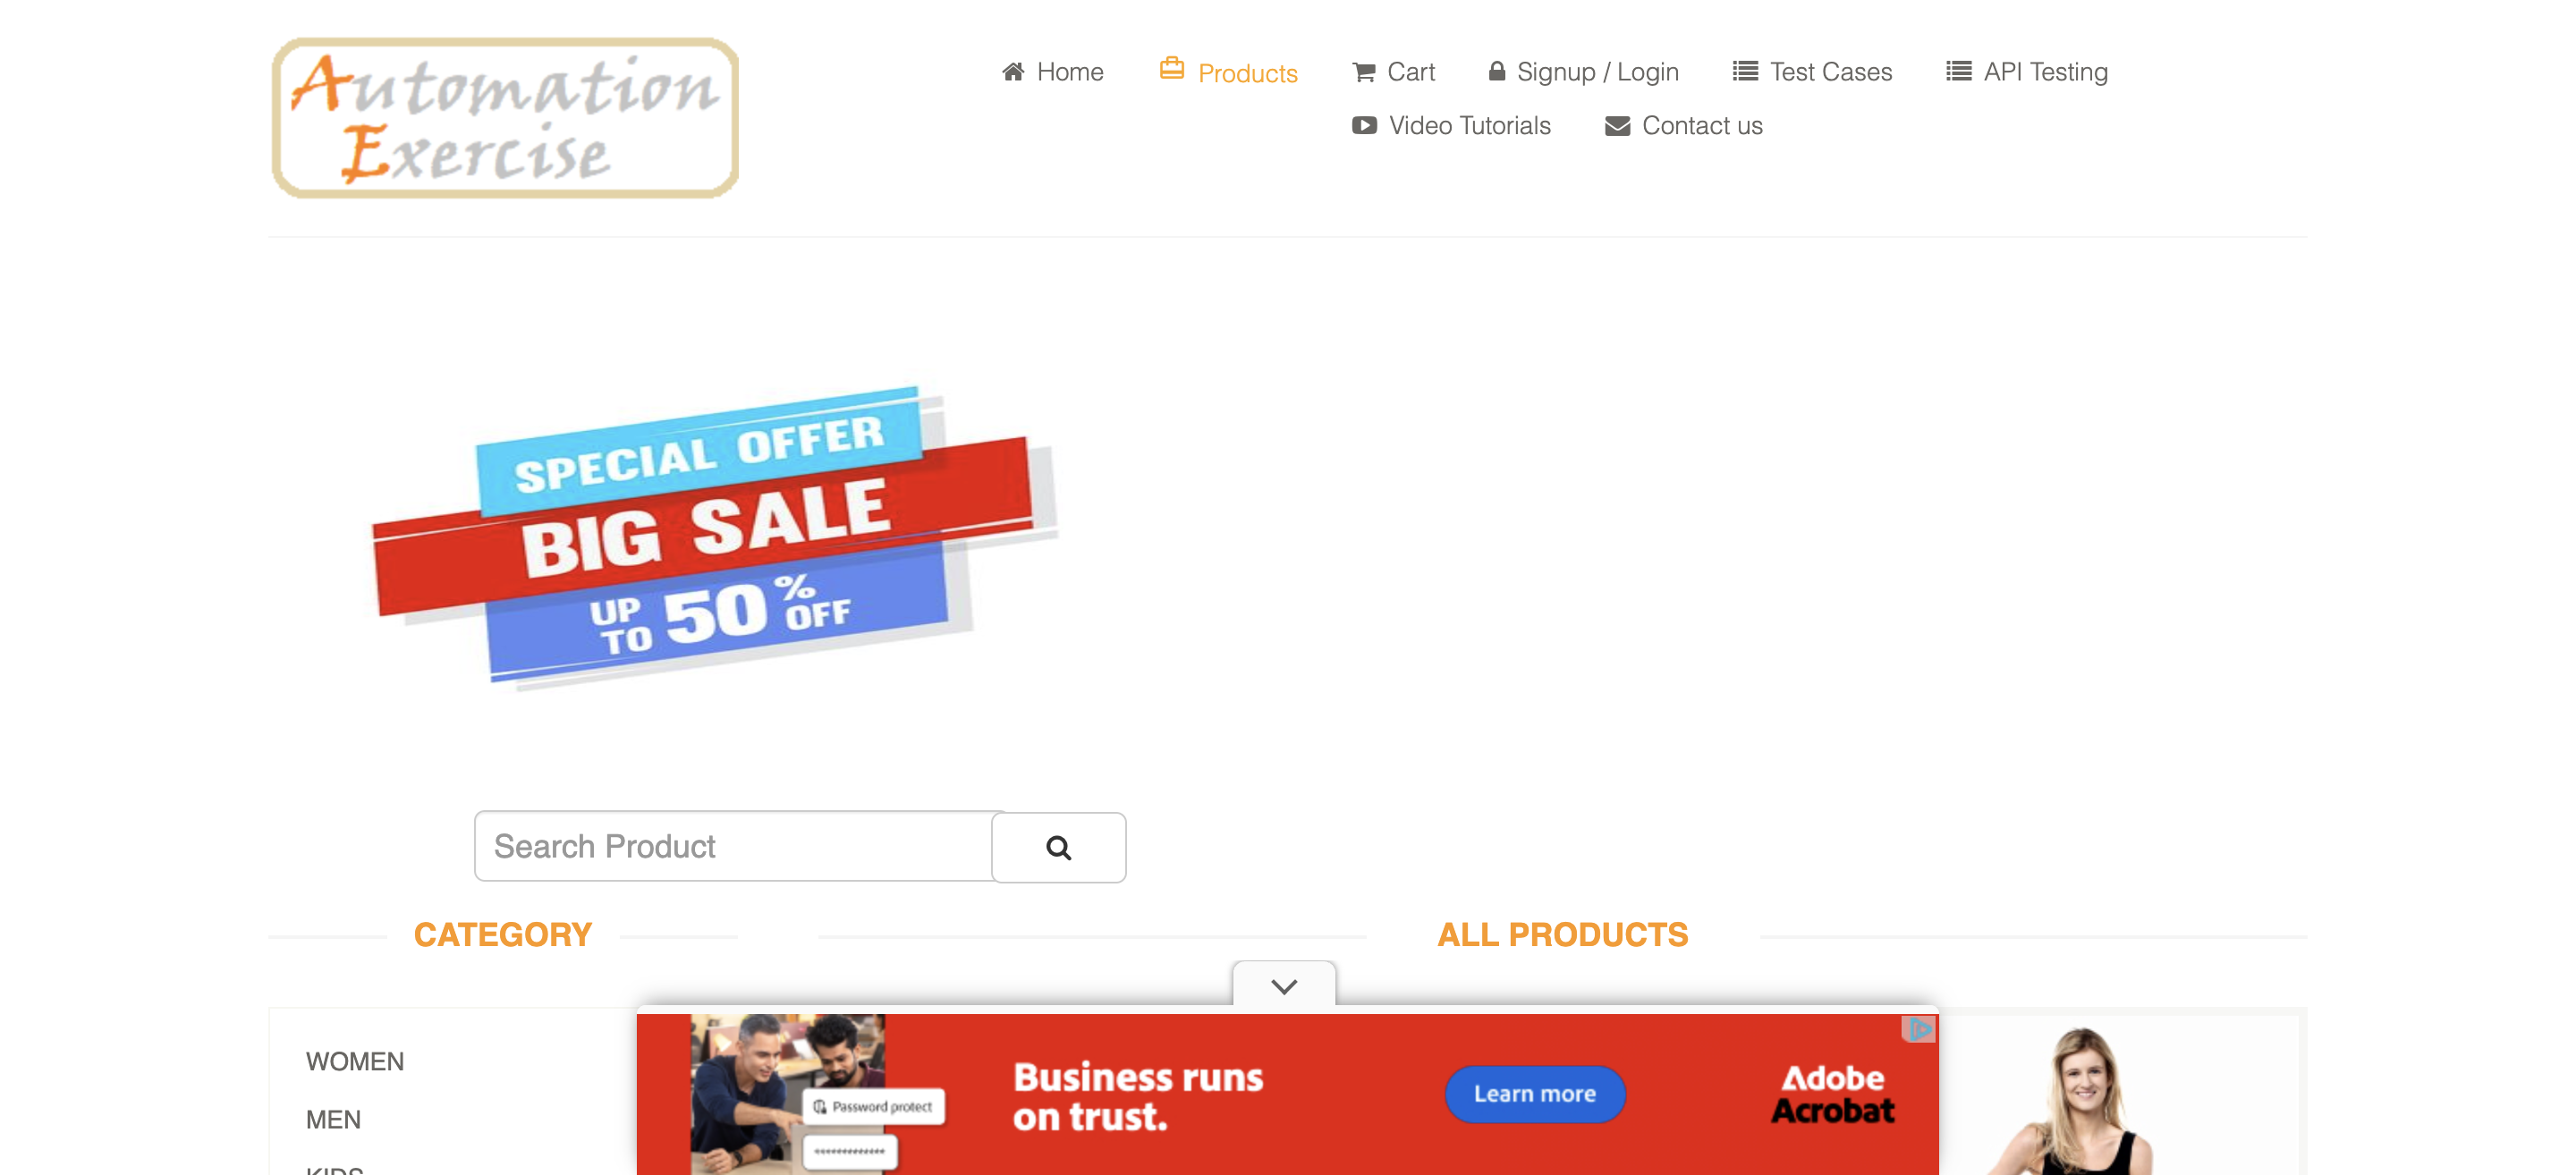 Automation
Exercise
Home Products Cart Signup / Login Test Cases API Testing
Video Tutorials Contact us
SPECIAL OFFER
BIG SALE
UP TO 50% OFF
Search Product
CATEGORY
ALL PRODUCTS
WOMEN
MEN
KIDS
Password protect
************
Business runs
on trust.
Learn more
Adobe
Acrobat